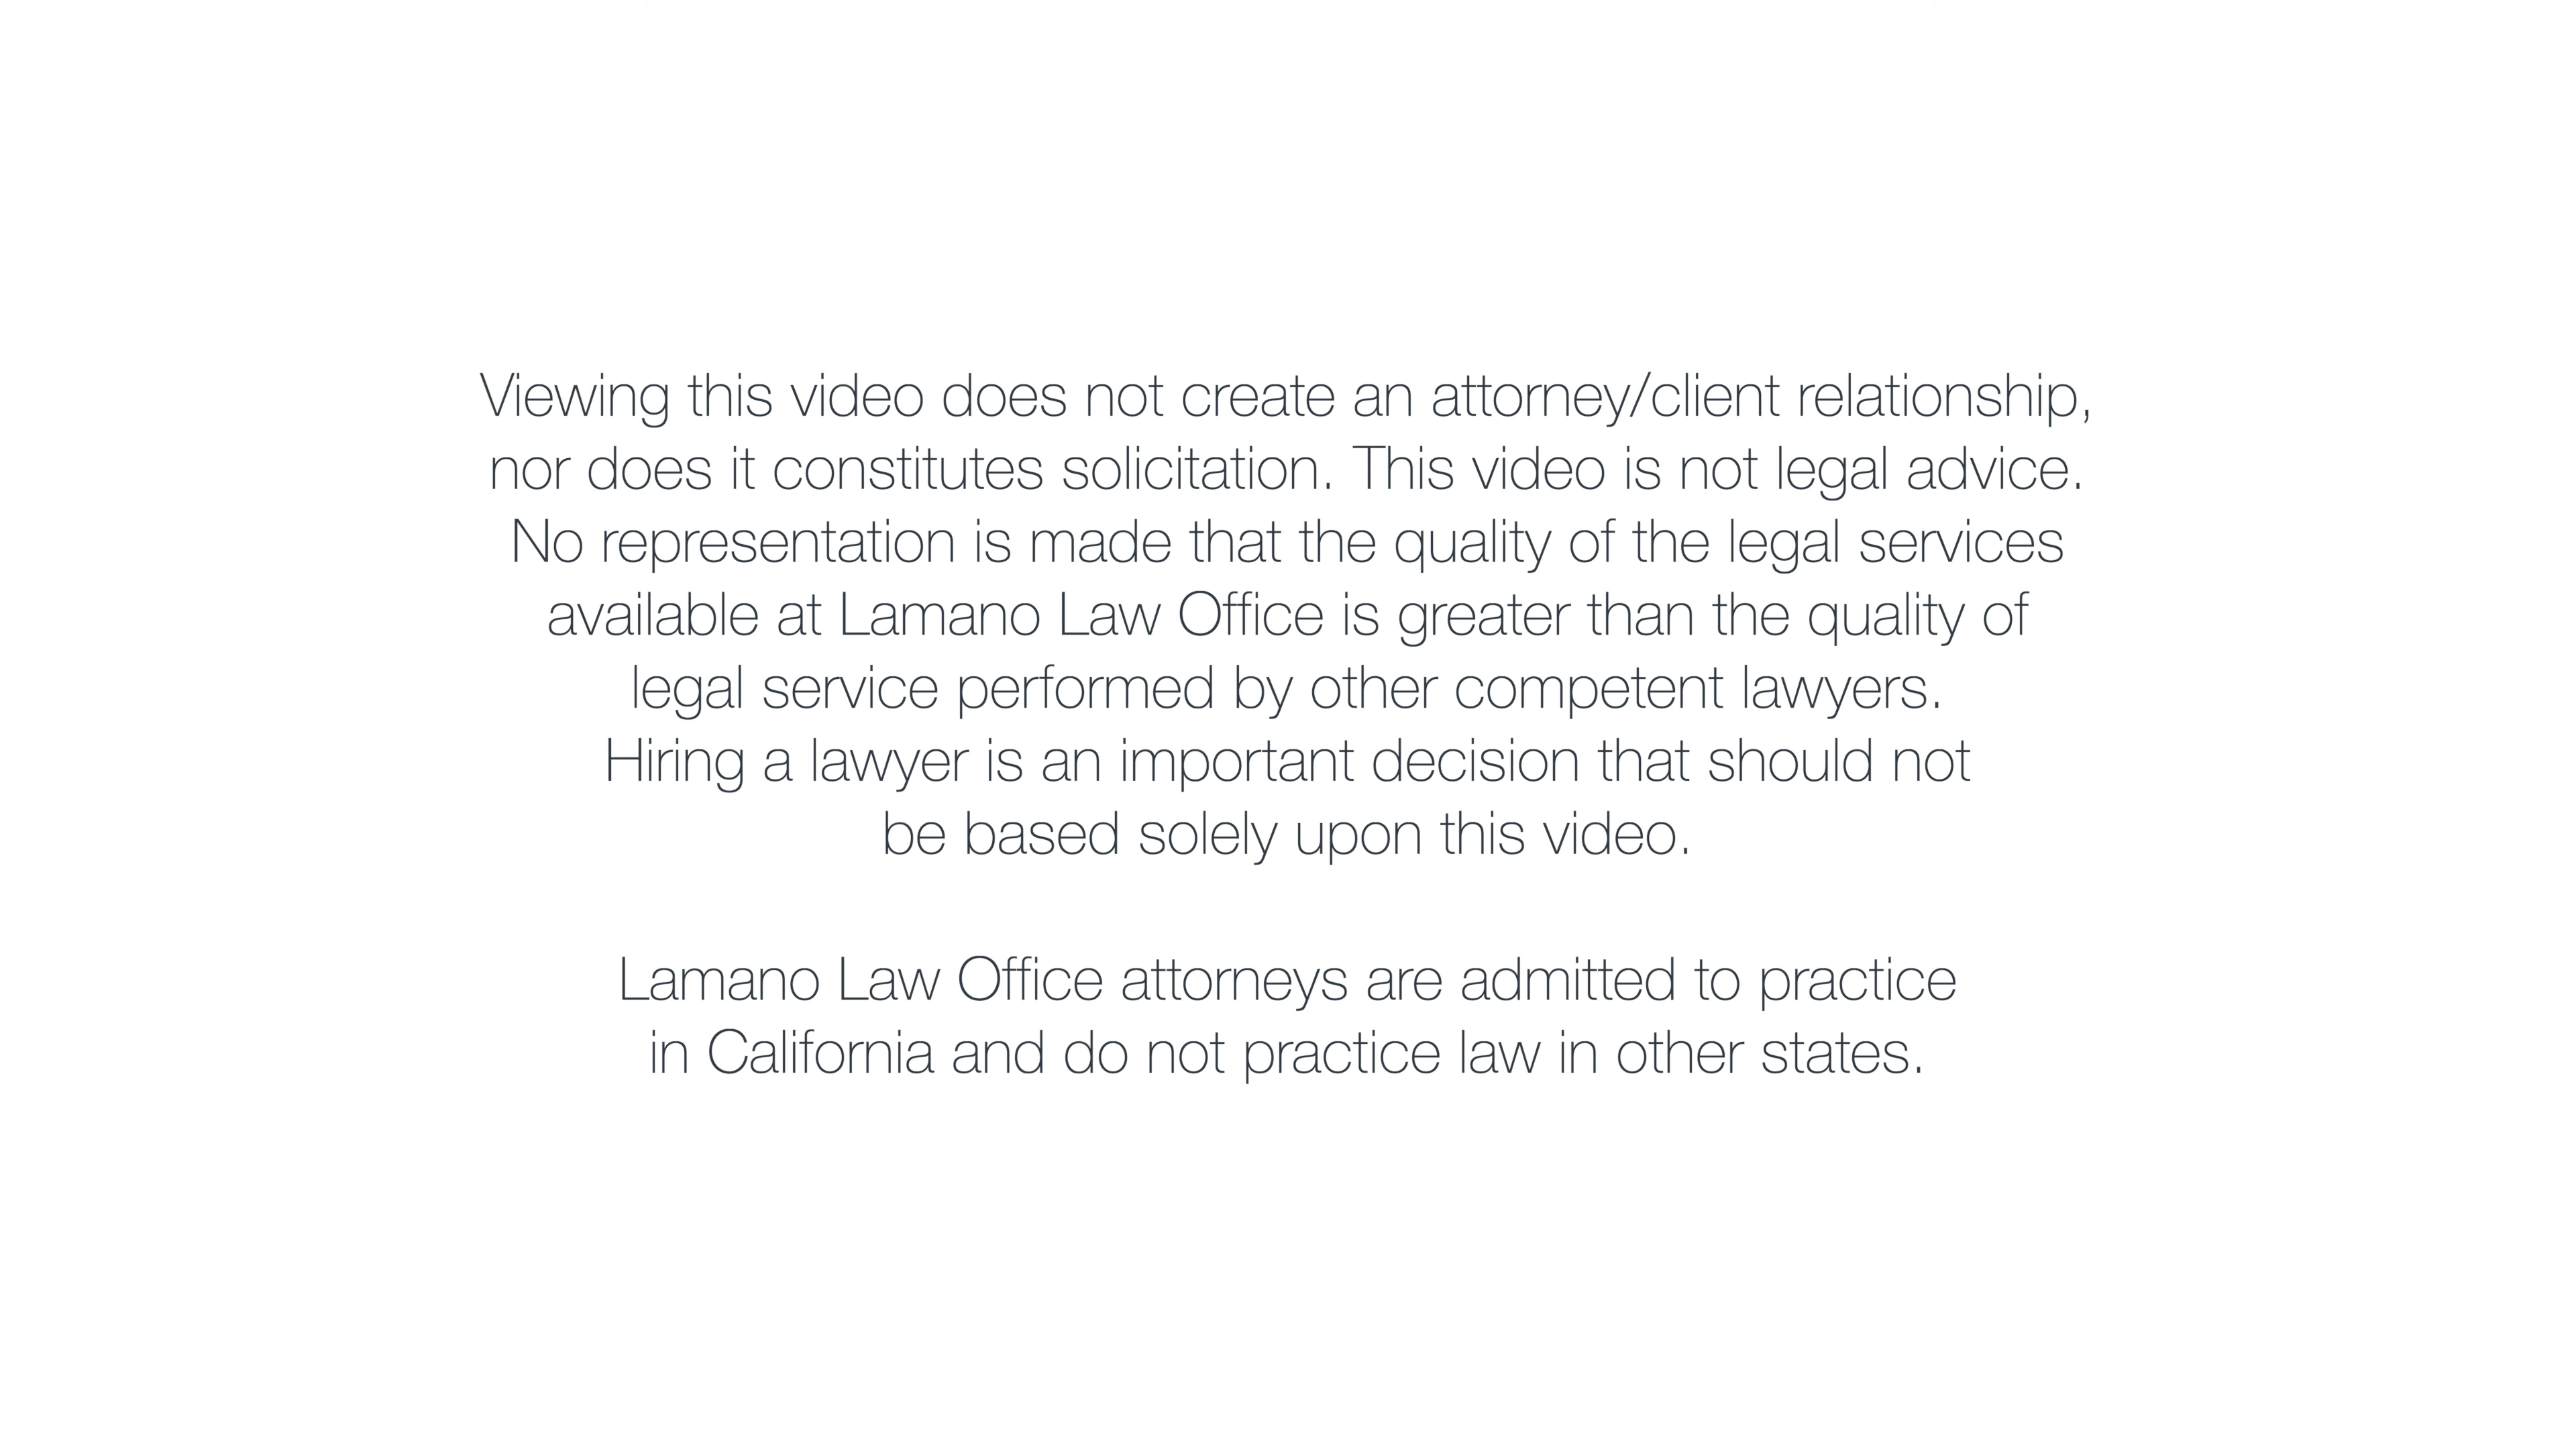 Viewing this video does not create an attorney/client relationship,
nor does it constitutes solicitation. This video is not legal advice.
No representation is made that the quality of the legal services
available at Lamano Law Office is greater than the quality of
legal service performed by other competent lawyers.
Hiring a lawyer is an important decision that should not
be based solely upon this video.
Lamano Law Office attorneys are admitted to practice
in California and do not practice law in other states.